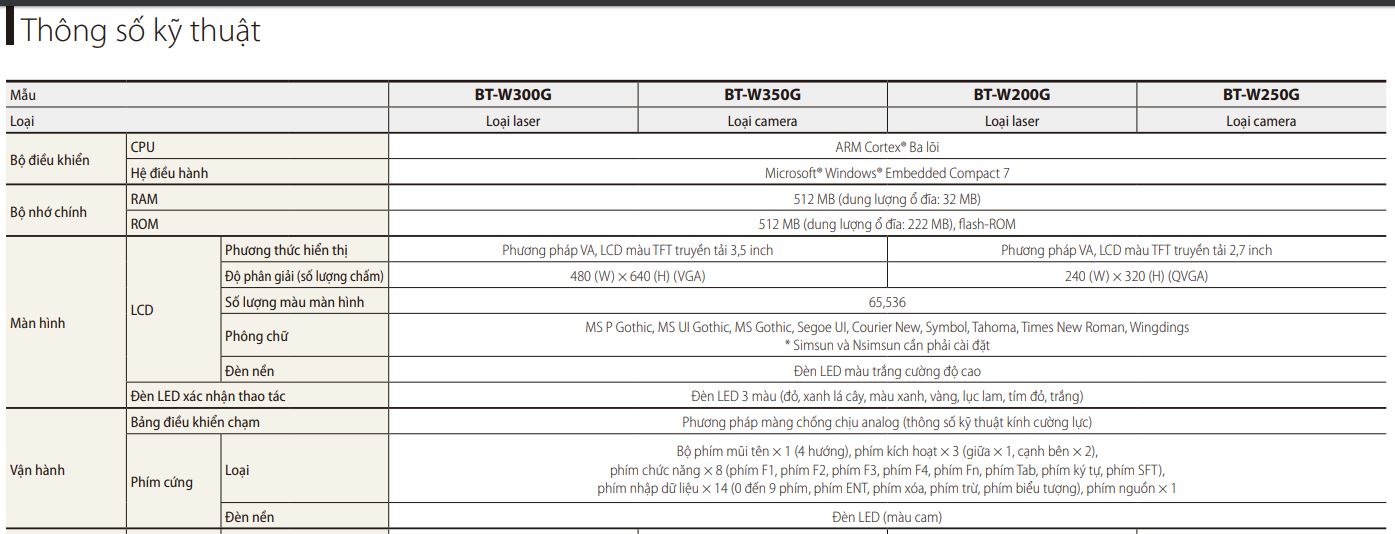 Thông số kỹ thuật
Mẫu BT-W300G BT-W350G BT-W200G BT-W250G
Loại Loại laser Loại camera Loại laser Loại camera
Bộ điều khiển CPU ARM Cortex® Ba lõi
Hệ điều hành Microsoft® Windows® Embedded Compact 7
Bộ nhớ chính RAM 512 MB (dung lượng ổ đĩa: 32 MB)
ROM 512 MB (dung lượng ổ đĩa: 222 MB), flash-ROM
Màn hình LCD Phương thức hiển thị Phương pháp VA, LCD màu TFT truyền tải 3,5 inch Phương pháp VA, LCD màu TFT truyền tải 2,7 inch
Độ phân giải (số lượng chấm) 480 (W) × 640 (H) (VGA) 240 (W) × 320 (H) (QVGA)
Số lượng màu màn hình 65,536
Phông chữ MS P Gothic, MS UI Gothic, MS Gothic, Segoe UI, Courier New, Symbol, Tahoma, Times New Roman, Wingdings
* Simsun và Nsimsun cần phải cài đặt
Đèn nền Đèn LED màu trắng cường độ cao
Đèn LED xác nhận thao tác Đèn LED 3 màu (đỏ, xanh lá cây, màu xanh, vàng, lục lam, tím đỏ, trắng)
Vận hành Bảng điều khiển chạm Phương pháp màng chống chịu analog (thông số kỹ thuật kính cường lực)
Phím cứng Loại Bộ phím mũi tên × 1 (4 hướng), phím kích hoạt × 3 (giữa × 1, cạnh bên × 2),
phím chức năng × 8 (phím F1, phím F2, phím F3, phím F4, phím Fn, phím Tab, phím ký tự, phím SFT),
phím nhập dữ liệu × 14 (0 đến 9 phím, phím ENT, phím xóa, phím trừ, phím biểu tượng), phím nguồn × 1
Đèn nền Đèn LED (màu cam)